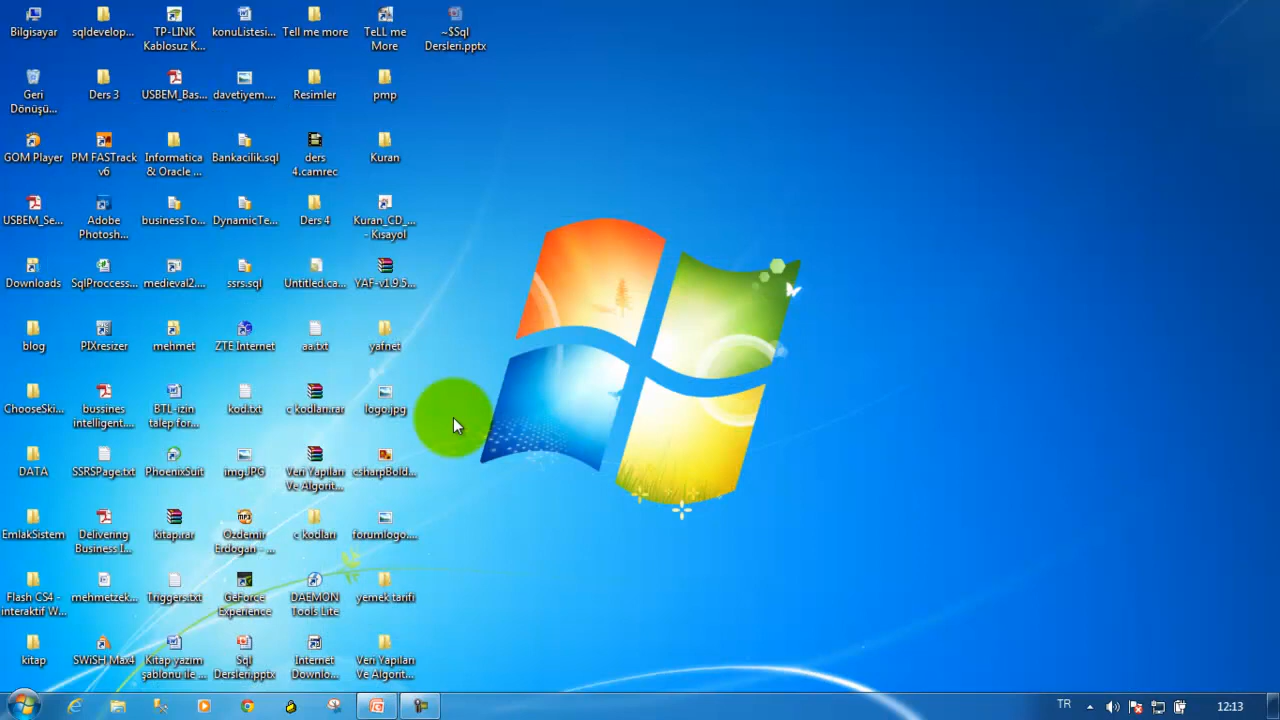 Bilgisayar
sqldevelop...
TP-LINK
Kablosuz K...
konuListesi...
Tell me more
TeLL me
More
~$Sql
Dersleri.pptx
Geri
Dönüşü...
Ders 3
USBEM_Bas...
davetiyem....
Resimler
pmp
GOM Player
PM FASTrack
v6
Informatica
& Oracle ...
Bankacilik.sql
ders
4.camrec
Kuran
USBEM_Se...
Adobe
Photosh...
businessTo...
DynamicTe...
Ders 4
Kuran_CD_...
- Kısayol
Downloads
SqlProccess...
medieval2....
ssrs.sql
Untitled.ca...
YAF-v1.9.5...
blog
PIXresizer
mehmet
ZTE Internet
aa.txt
yafnet
ChooseSki...
bussines
intelligent....
BTL-izin
talep for...
kod.txt
c kodları.rar
logo.jpg
DATA
SSRSPage.txt
PhoenixSuit
img.JPG
Veri Yapıları
Ve Algorit...
csharpBold...
EmlakSistem
Delivering
Business I...
kitap.rar
Özdemir
Erdogan - ...
c kodları
forumlogo....
Flash CS4 -
interaktif W...
mehmetzek...
Triggers.txt
GeForce
Experience
DAEMON
Tools Lite
yemek tarifi
kitap
SWiSH Max4
Kitap yazım
şablonu ile ...
Sql
Dersleri.pptx
Internet
Downlo...
Veri Yapıları
Ve Algorit...
TR
12:13